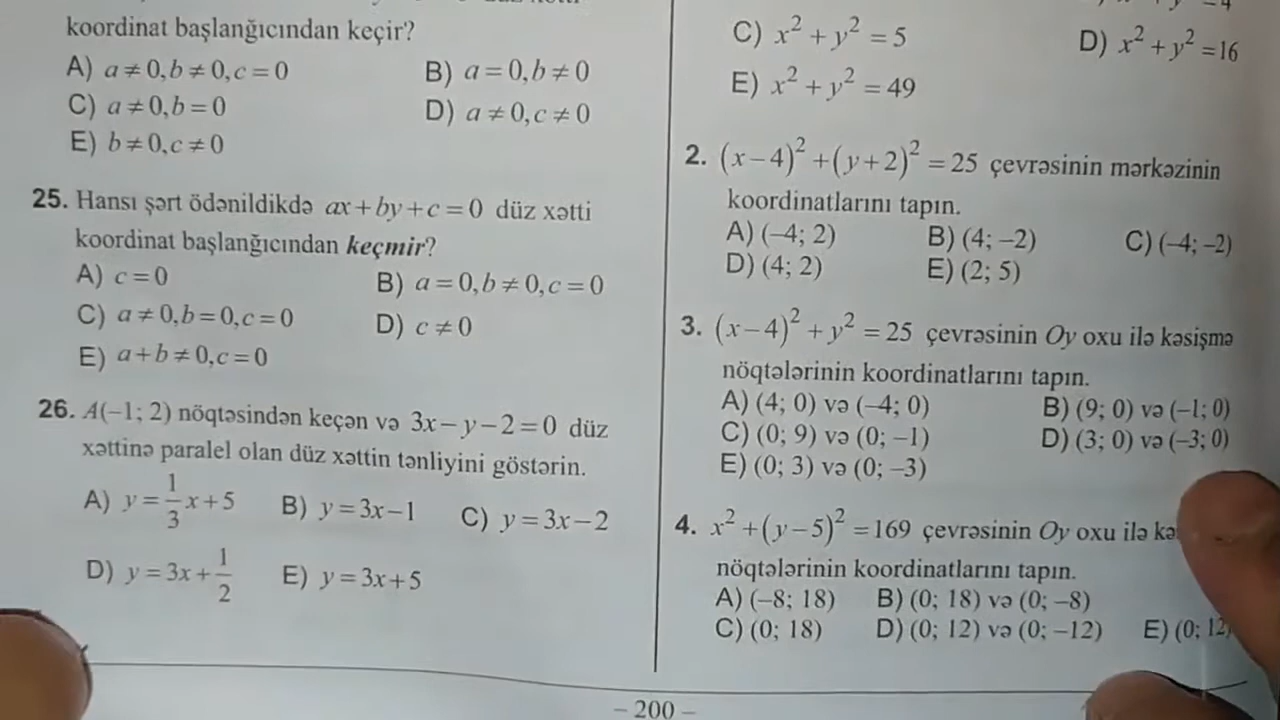 koordinat başlanğıcından keçir?
A) a ≠ 0, b ≠ 0, c = 0 B) a = 0, b ≠ 0
C) a ≠ 0, b = 0 D) a ≠ 0, c ≠ 0
E) b ≠ 0, c ≠ 0
25. Hansı şərt ödənildikdə ax + by + c = 0 düz xətti
koordinat başlanğıcından keçmir?
A) c = 0 B) a = 0, b ≠ 0, c = 0
C) a ≠ 0, b = 0, c = 0 D) c ≠ 0
E) a + b ≠ 0, c = 0
26. A(−1; 2) nöqtəsindən keçən və 3x − y − 2 = 0 düz
xəttinə paralel olan düz xəttin tənliyini göstərin.
A) y = 1/3 x + 5 B) y = 3x − 1 C) y = 3x − 2
D) y = 3x + 1/2 E) y = 3x + 5
C) x² + y² = 5 D) x² + y² = 16
E) x² + y² = 49
2. (x − 4)² + (y + 2)² = 25 çevrəsinin mərkəzinin
koordinatlarını tapın.
A) (−4; 2) B) (4; −2) C) (−4; −2)
D) (4; 2) E) (2; 5)
3. (x − 4)² + y² = 25 çevrəsinin Oy oxu ilə kəsişmə
nöqtələrinin koordinatlarını tapın.
A) (4; 0) və (−4; 0) B) (9; 0) və (−1; 0)
C) (0; 9) və (0; −1) D) (3; 0) və (−3; 0)
E) (0; 3) və (0; −3)
4. x² + (y − 5)² = 169 çevrəsinin Oy oxu ilə
nöqtələrinin koordinatlarını tapın.
A) (−8; 18) B) (0; 18) və (0; −8)
C) (0; 18) D) (0; 12) və (0; −12) E) (0; 12)
– 200 –